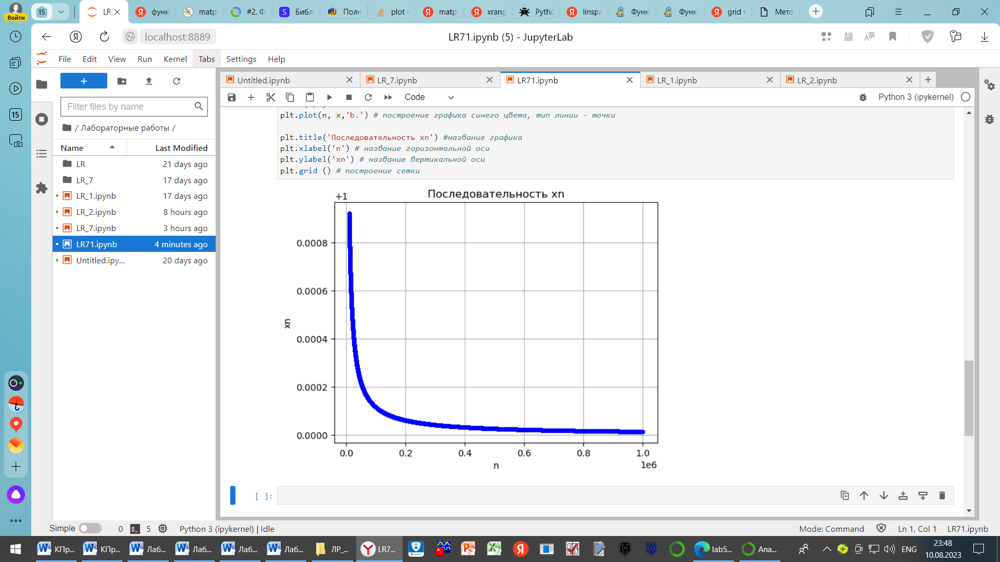 Войти
15
LR
функ
matp
#2. Ф
Библ
Полн
plot -
matp
xrang
Pytho
linspa
Функ
Функ
grid
Мето
localhost:8889
LR71.ipynb (5) - JupyterLab
File Edit View Run Kernel Tabs Settings Help
Filter files by name
/ Лабораторные работы /
Name Last Modified
LR 21 days ago
LR_7 17 days ago
LR_1.ipynb 17 days ago
LR_2.ipynb 8 hours ago
LR_7.ipynb 3 hours ago
LR71.ipynb 4 minutes ago
Untitled.ipy... 20 days ago
Untitled.ipynb LR_7.ipynb LR71.ipynb LR_1.ipynb LR_2.ipynb
Code Python 3 (ipykernel)
plt.plot(n, x,'b.') # построение графика синего цвета, тип линии - точки
plt.title('Последовательность xn') #название графика
plt.xlabel('n') # название горизонтальной оси
plt.ylabel('xn') # название вертикальной оси
plt.grid () # построение сетки
+1 Последовательность xn
0.0008
0.0006
0.0004
0.0002
0.0000
xn
0.0 0.2 0.4 0.6 0.8 1.0
1e6
n
[ ]:
15
Simple 0 $_ 5 Python 3 (ipykernel) | Idle Mode: Command Ln 1, Col 1 LR71.ipynb
КПр... КПр... Лаб... Лаб... Лаб... Лаб... ЛР_... LR7... lab5... Ana... ENG 23:48
10.08.2023